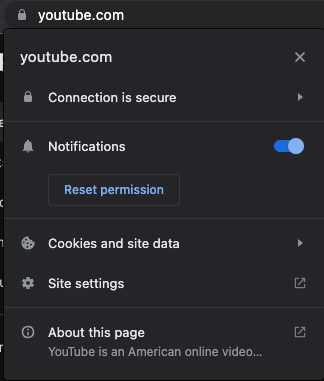 youtube.com
youtube.com
Connection is secure
Notifications
Reset permission
Cookies and site data
Site settings
About this page
YouTube is an American online video...